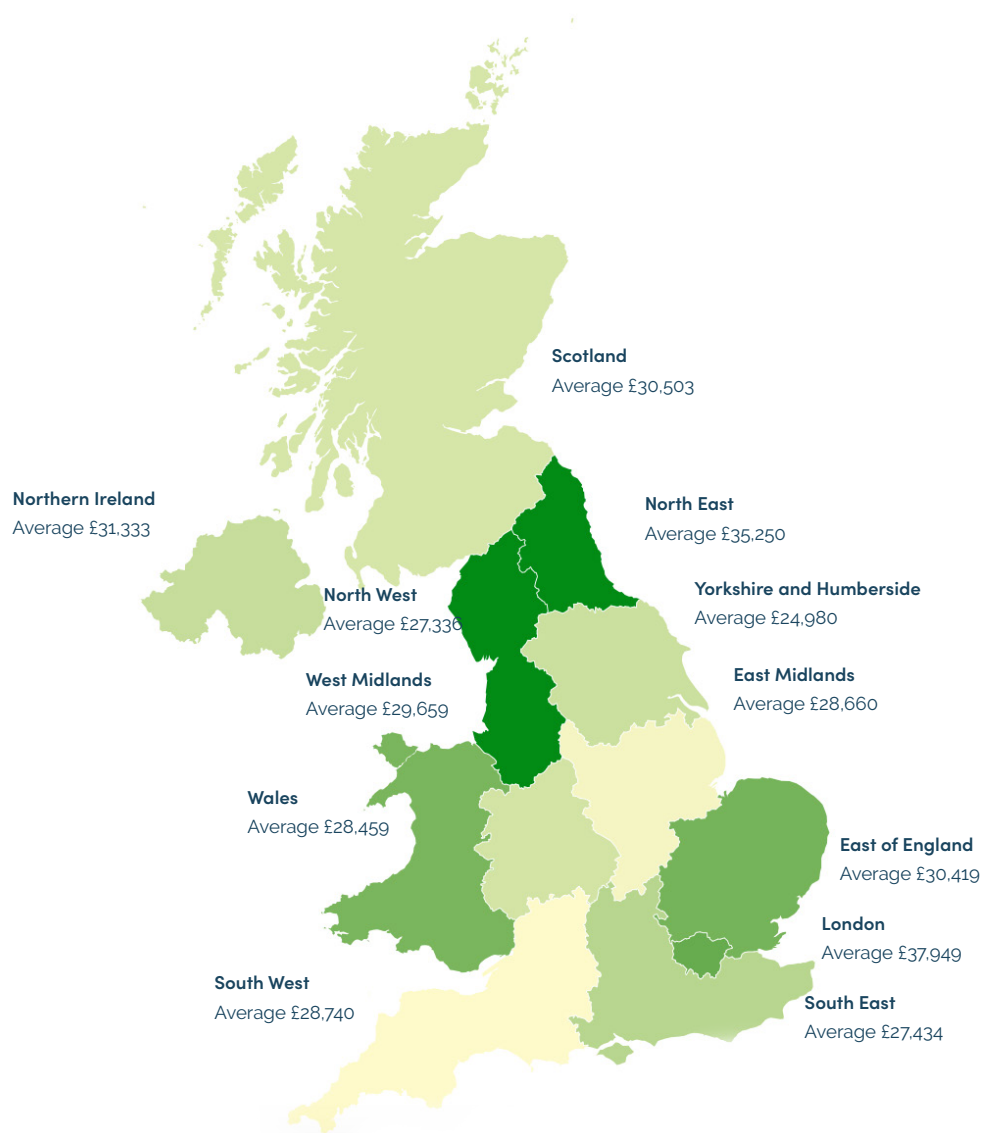 Scotland
Average £30,503
Northern Ireland
Average £31,333
North East
Average £35,250
North West
Average £27,336
Yorkshire and Humberside
Average £24,980
West Midlands
Average £29,659
East Midlands
Average £28,660
Wales
Average £28,459
East of England
Average £30,419
London
Average £37,949
South West
Average £28,740
South East
Average £27,434